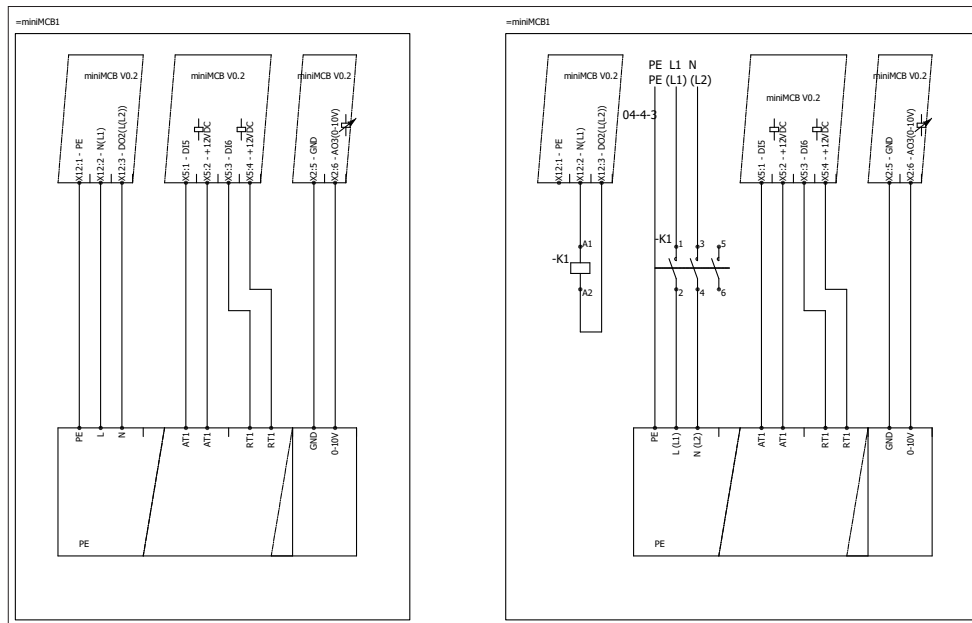 =miniMCB1
miniMCB V0.2
miniMCB V0.2
miniMCB V0.2
X12:1 - PE
X12:2 - N(L1)
X12:3 - DO2(L(L2))
X5:1 - DI5
X5:2 - +12VDC
X5:3 - DI6
X5:4 - +12VDC
X2:5 - GND
X2:6 - AO3(0-10V)
PE
L
N
AT1
AT1
RT1
RT1
GND
0-10V
PE
=miniMCB1
miniMCB V0.2
PE L1 N
PE (L1) (L2)
04-4-3
miniMCB V0.2
miniMCB V0.2
X12:1 - PE
X12:2 - N(L1)
X12:3 - DO2(L(L2))
X5:1 - DI5
X5:2 - +12VDC
X5:3 - DI6
X5:4 - +12VDC
X2:5 - GND
X2:6 - AO3(0-10V)
A1
-K1
A2
-K1
1
3
5
2
4
6
PE
L (L1)
N (L2)
AT1
AT1
RT1
RT1
GND
0-10V
PE